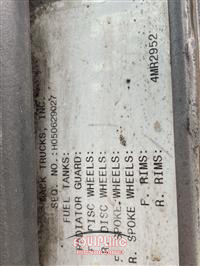 MACK TRUCKS, INC.
SEQ. NO.: H050629027
FUEL TANKS:
RADIATOR GUARD:
F. DISC WHEELS:
R. DISC WHEELS:
F. SPOKE WHEELS:
R. SPOKE WHEELS:
F. RIMS: 4MR2952
R. RIMS: